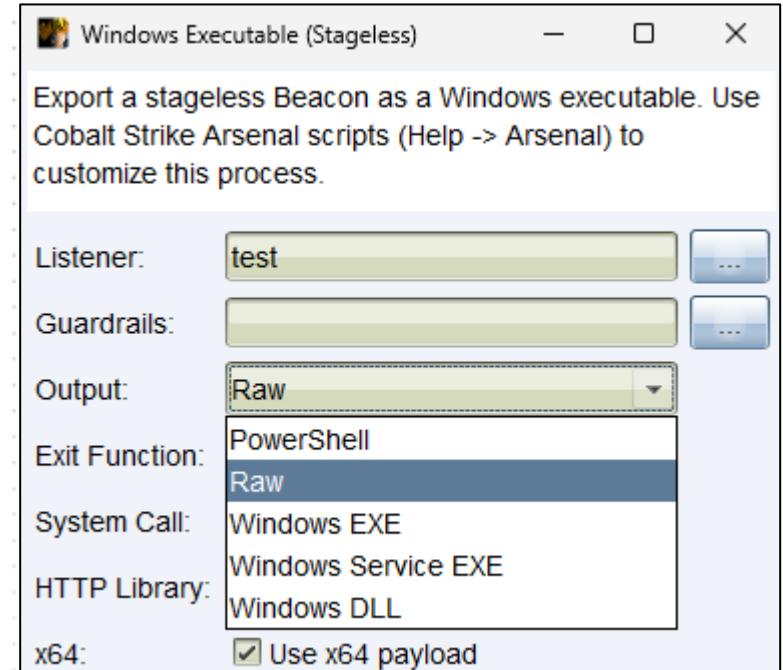 Windows Executable (Stageless)
Export a stageless Beacon as a Windows executable. Use
Cobalt Strike Arsenal scripts (Help -> Arsenal) to
customize this process.
Listener: test ...
Guardrails: ...
Output: Raw
Exit Function:
PowerShell
Raw
System Call:
Windows EXE
Windows Service EXE
HTTP Library:
Windows DLL
x64: Use x64 payload